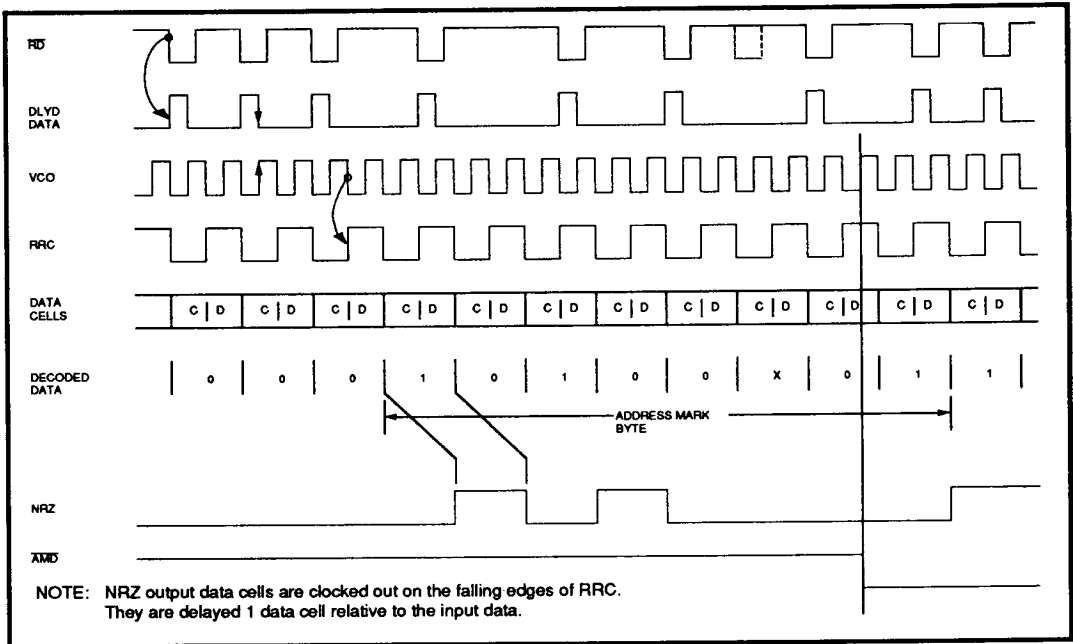 RD
DLYD
DATA
VCO
RRC
DATA
CELLS
C D C D C D C D C D C D C D C D C D C D C D C D
DECODED
DATA
0 0 0 1 0 1 0 0 X 0 1 1
ADDRESS MARK
BYTE
NRZ
AMD
NOTE: NRZ output data cells are clocked out on the falling edges of RRC.
They are delayed 1 data cell relative to the input data.